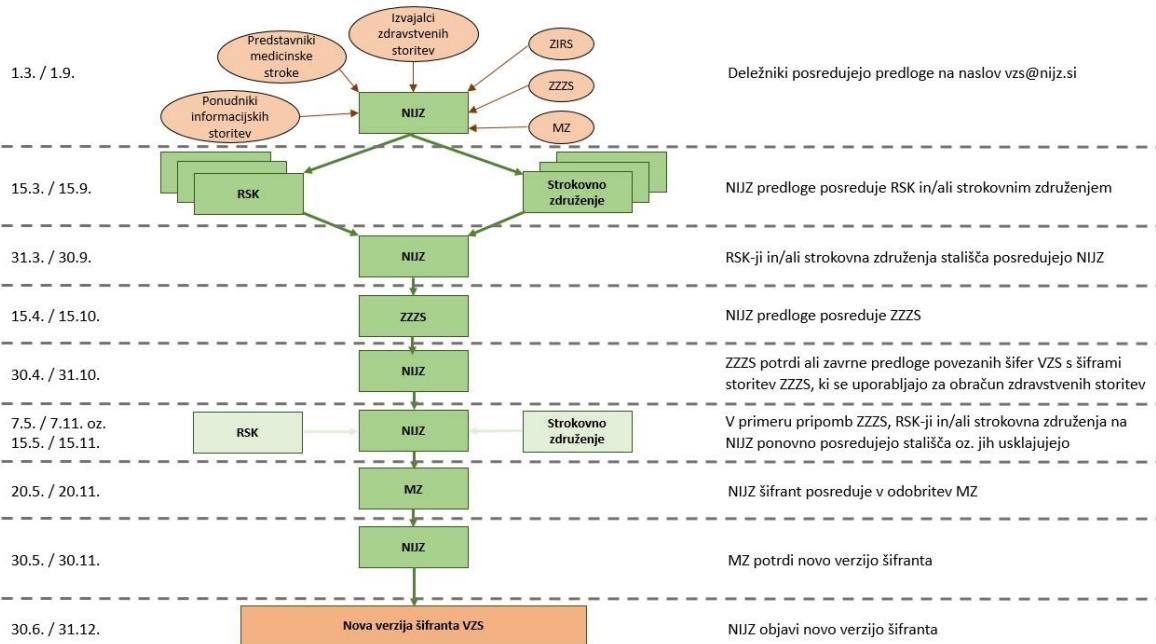 Izvajalci
zdravstvenih
storitev
Predstavniki
medicinske
stroke
ZIRS
1.3. / 1.9.
Deležniki posredujejo predloge na naslov vzs@nijz.si
ZZZS
Ponudniki
informacijskih
storitev
NIJZ
MZ
15.3. / 15.9.
RSK
Strokovno
združenje
NIJZ predloge posreduje RSK in/ali strokovnim združenjem
31.3. / 30.9.
NIJZ
RSK-ji in/ali strokovna združenja stališča posredujejo NIJZ
15.4. / 15.10.
ZZZS
NIJZ predloge posreduje ZZZS
30.4. / 31.10.
NIJZ
ZZZS potrdi ali zavrne predloge povezanih šifer VZS s šiframi
storitev ZZZS, ki se uporabljajo za obračun zdravstvenih storitev
7.5. / 7.11. oz.
15.5. / 15.11.
RSK
NIJZ
Strokovno
združenje
V primeru pripomb ZZZS, RSK-ji in/ali strokovna združenja na
NIJZ ponovno posredujejo stališča oz. jih usklajujejo
20.5. / 20.11.
MZ
NIJZ šifrant posreduje v odobritev MZ
30.5. / 30.11.
NIJZ
MZ potrdi novo verzijo šifranta
30.6. / 31.12.
Nova verzija šifranta VZS
NIJZ objavi novo verzijo šifranta